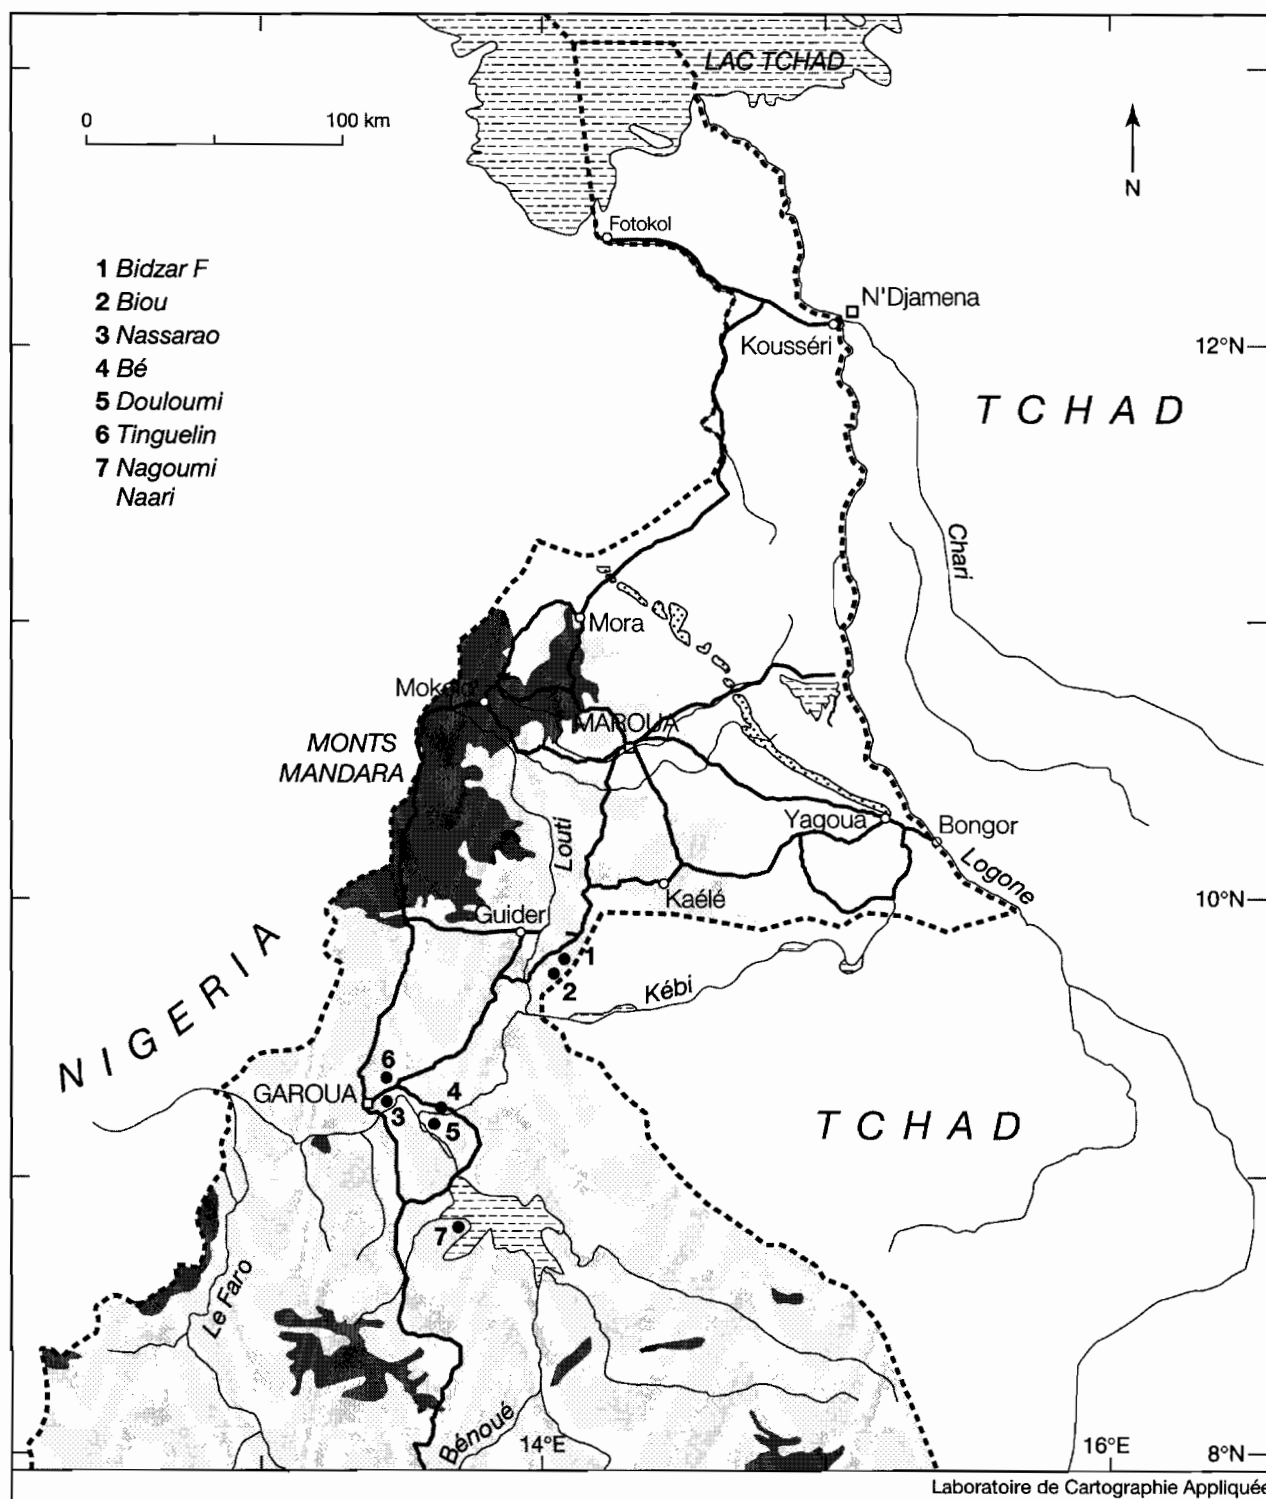 LAC TCHAD
0 100 km
N
Fotokol
1 Bidzar F
2 Biou
3 Nassarao
4 Bé
5 Douloumi
6 Tinguelin
7 Nagoumi
Naari
N'Djamena
Kousséri
12°N
TCHAD
Chari
Mora
Mokolo
MAROUA
MONTS
MANDARA
Louti
Yagoua
Bongor
Logone
Kaélé
10°N
Guider
1
2
Kébi
NIGERIA
6
GAROUA
3
4
5
TCHAD
7
Le Faro
Bénoué
14°E
16°E
8°N
Laboratoire de Cartographie Appliquée